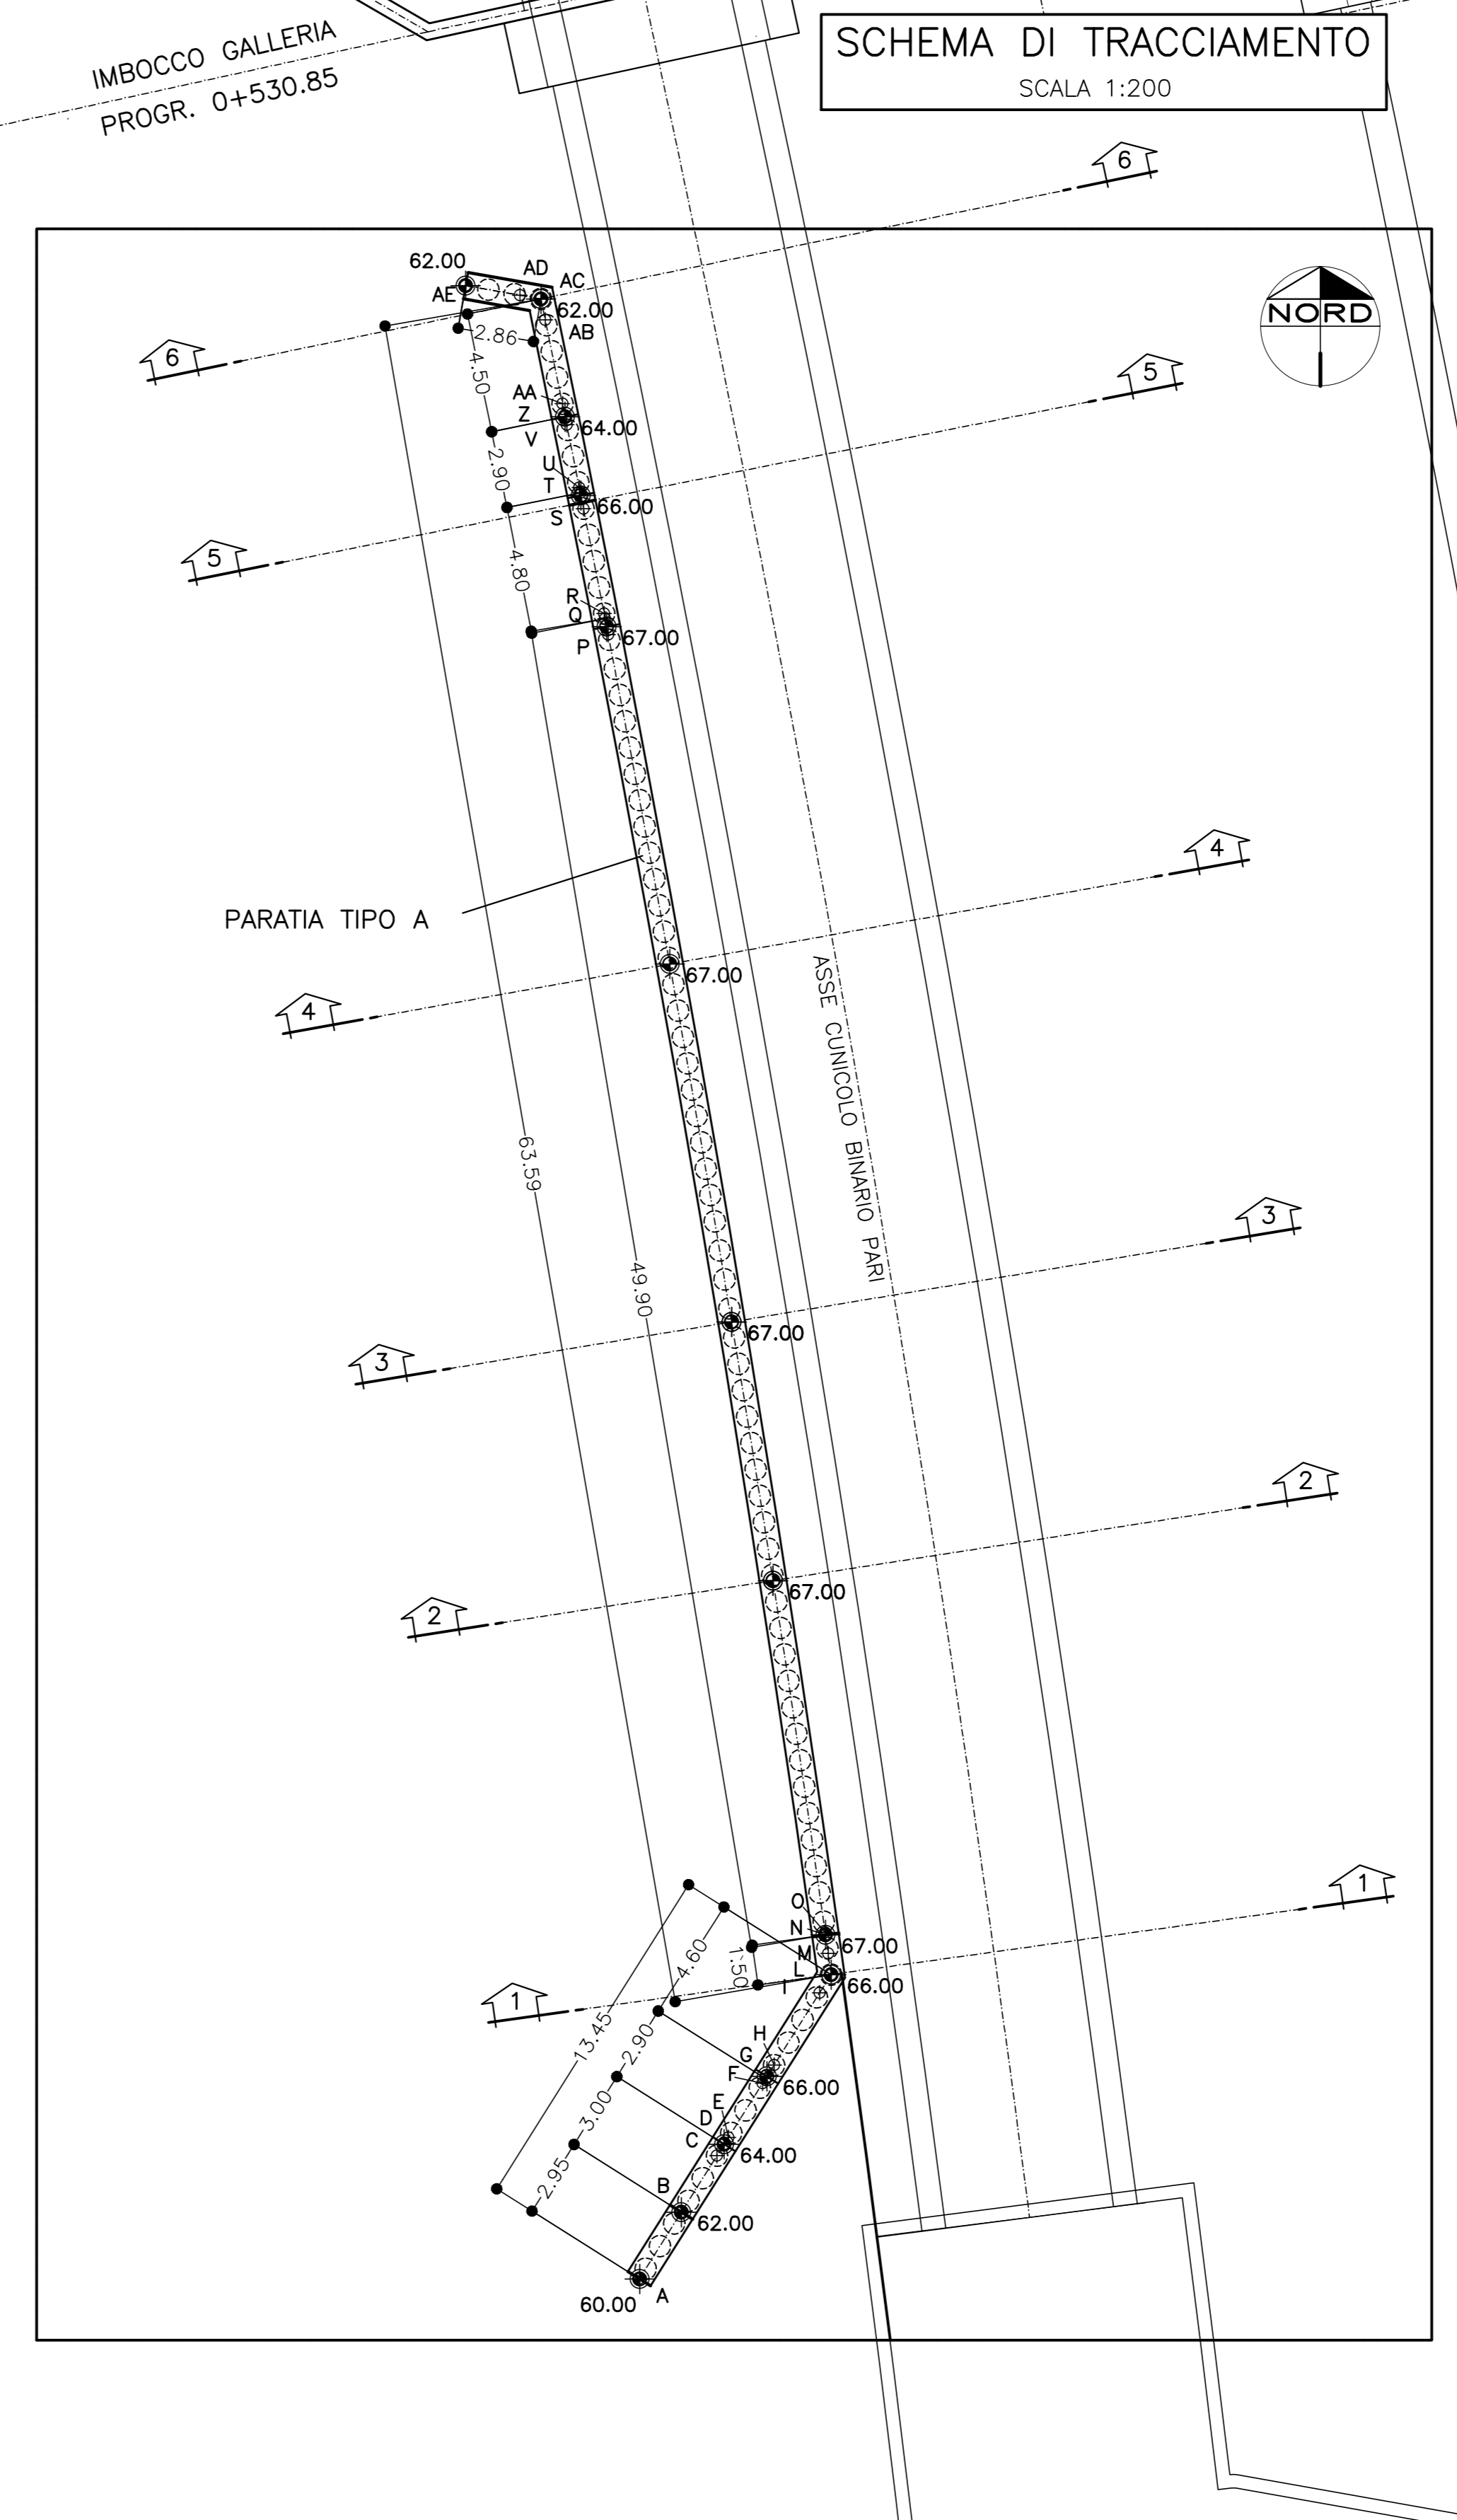 IMBOCCO GALLERIA
PROGR. 0+530.85
SCHEMA DI TRACCIAMENTO
SCALA 1:200
6
NORD
62.00
AD
AC
AE
62.00
AB
2.86
6
4.50
5
AA
Z
64.00
V
2.90
U
T
66.00
S
5
4.80
R
Q
67.00
P
4
PARATIA TIPO A
67.00
4
ASSE CUNICOLO BINARIO PARI
63.59
3
49.90
67.00
3
2
67.00
2
1
O
N
67.00
M
4.60
1.50
L
I
66.00
1
13.45
2.90
H
G
F
66.00
3.00
E
D
C
64.00
2.95
B
62.00
A
60.00